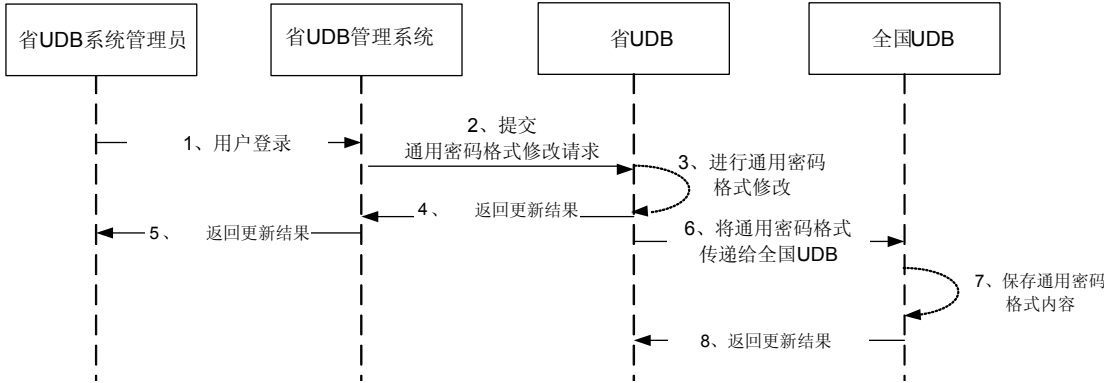 省UDB系统管理员
省UDB管理系统
省UDB
全国UDB
1、用户登录
2、提交
通用密码格式修改请求
3、进行通用密码
格式修改
4、 返回更新结果
5、 返回更新结果
6、将通用密码格式
传递给全国UDB
7、保存通用密码
格式内容
8、返回更新结果